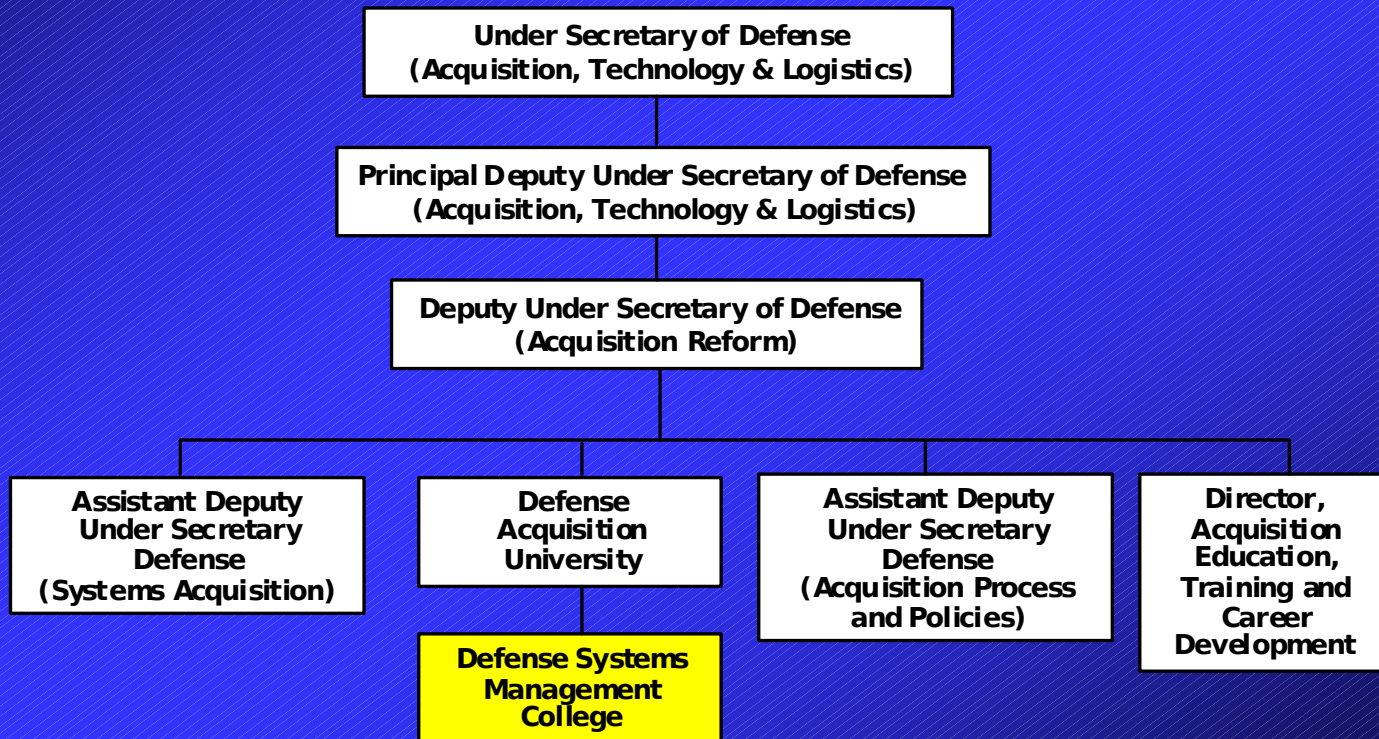 Under Secretary of Defense
(Acquisition, Technology & Logistics)
Principal Deputy Under Secretary of Defense
(Acquisition, Technology & Logistics)
Deputy Under Secretary of Defense
(Acquisition Reform)
Assistant Deputy
Under Secretary
Defense
(Systems Acquisition)
Defense
Acquisition
University
Assistant Deputy
Under Secretary
Defense
(Acquisition Process
and Policies)
Director,
Acquisition
Education,
Training and
Career
Development
Defense Systems
Management
College